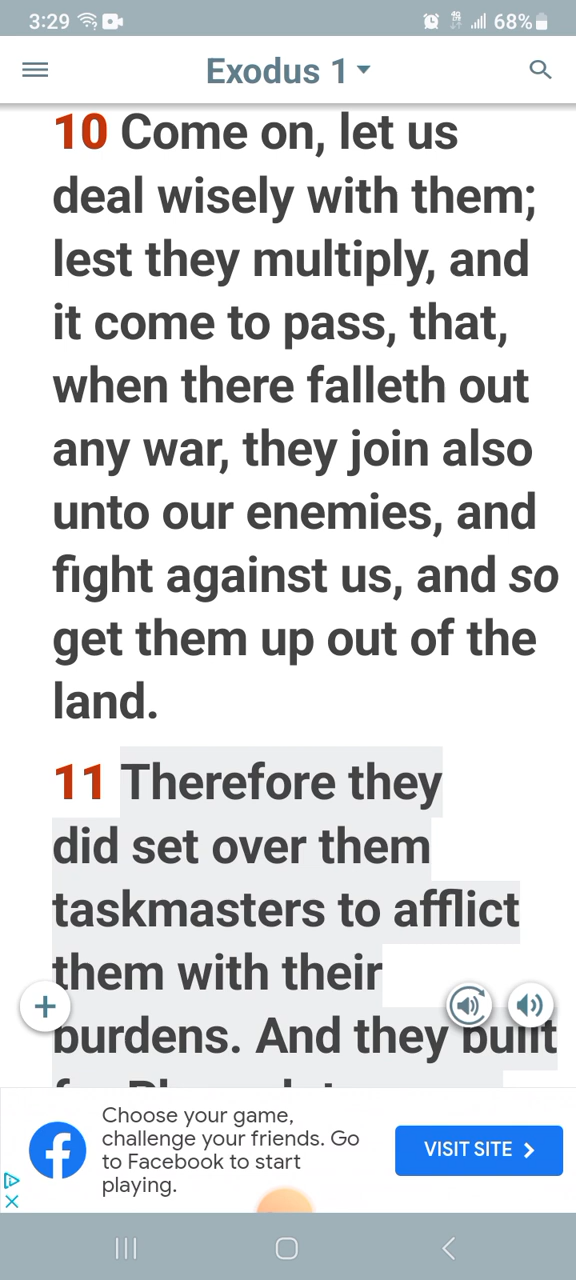 3:29 68%
Exodus 1
10 Come on, let us
deal wisely with them;
lest they multiply, and
it come to pass, that,
when there falleth out
any war, they join also
unto our enemies, and
fight against us, and so
get them up out of the
land.
11 Therefore they
did set over them
taskmasters to afflict
them with their
burdens. And they built
Choose your game,
challenge your friends. Go
to Facebook to start
playing.
VISIT SITE